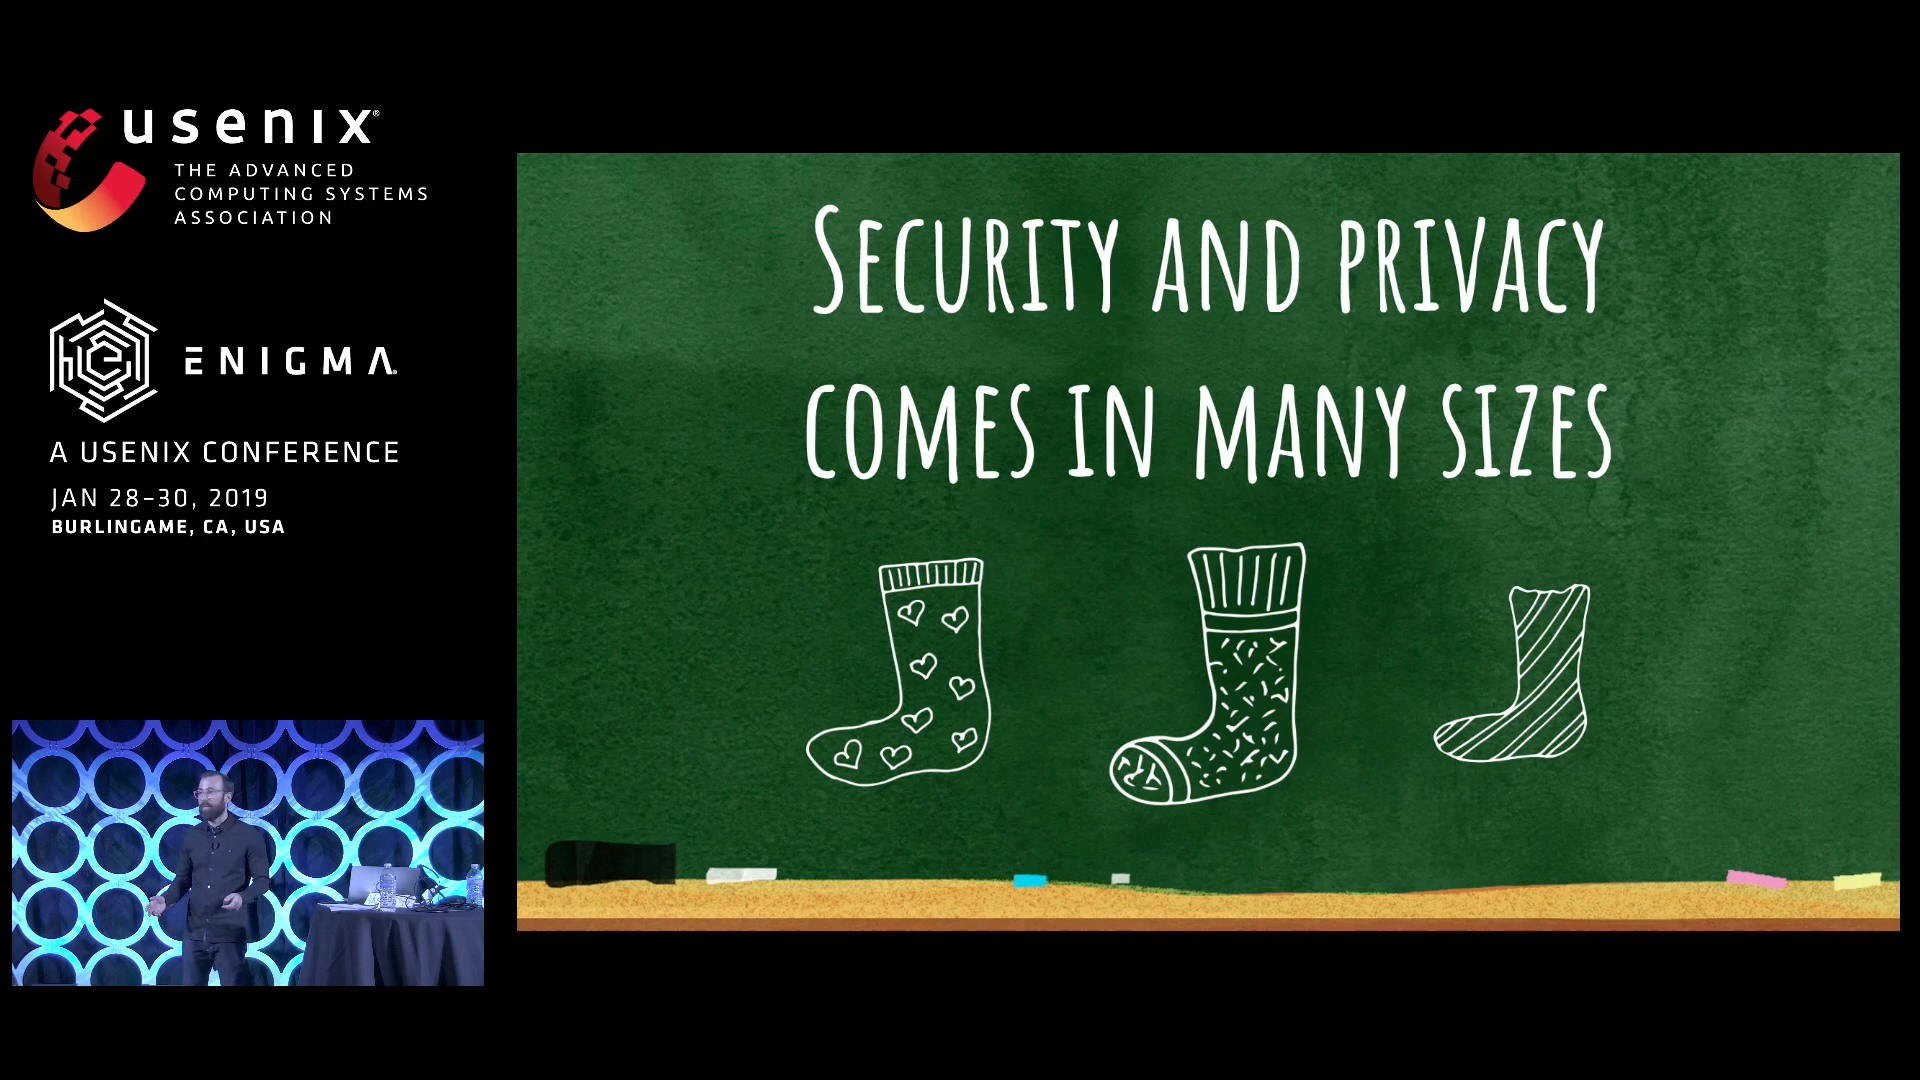 usenix®
THE ADVANCED
COMPUTING SYSTEMS
ASSOCIATION
ENIGMA®
A USENIX CONFERENCE
JAN 28–30, 2019
BURLINGAME, CA, USA
SECURITY AND PRIVACY
COMES IN MANY SIZES